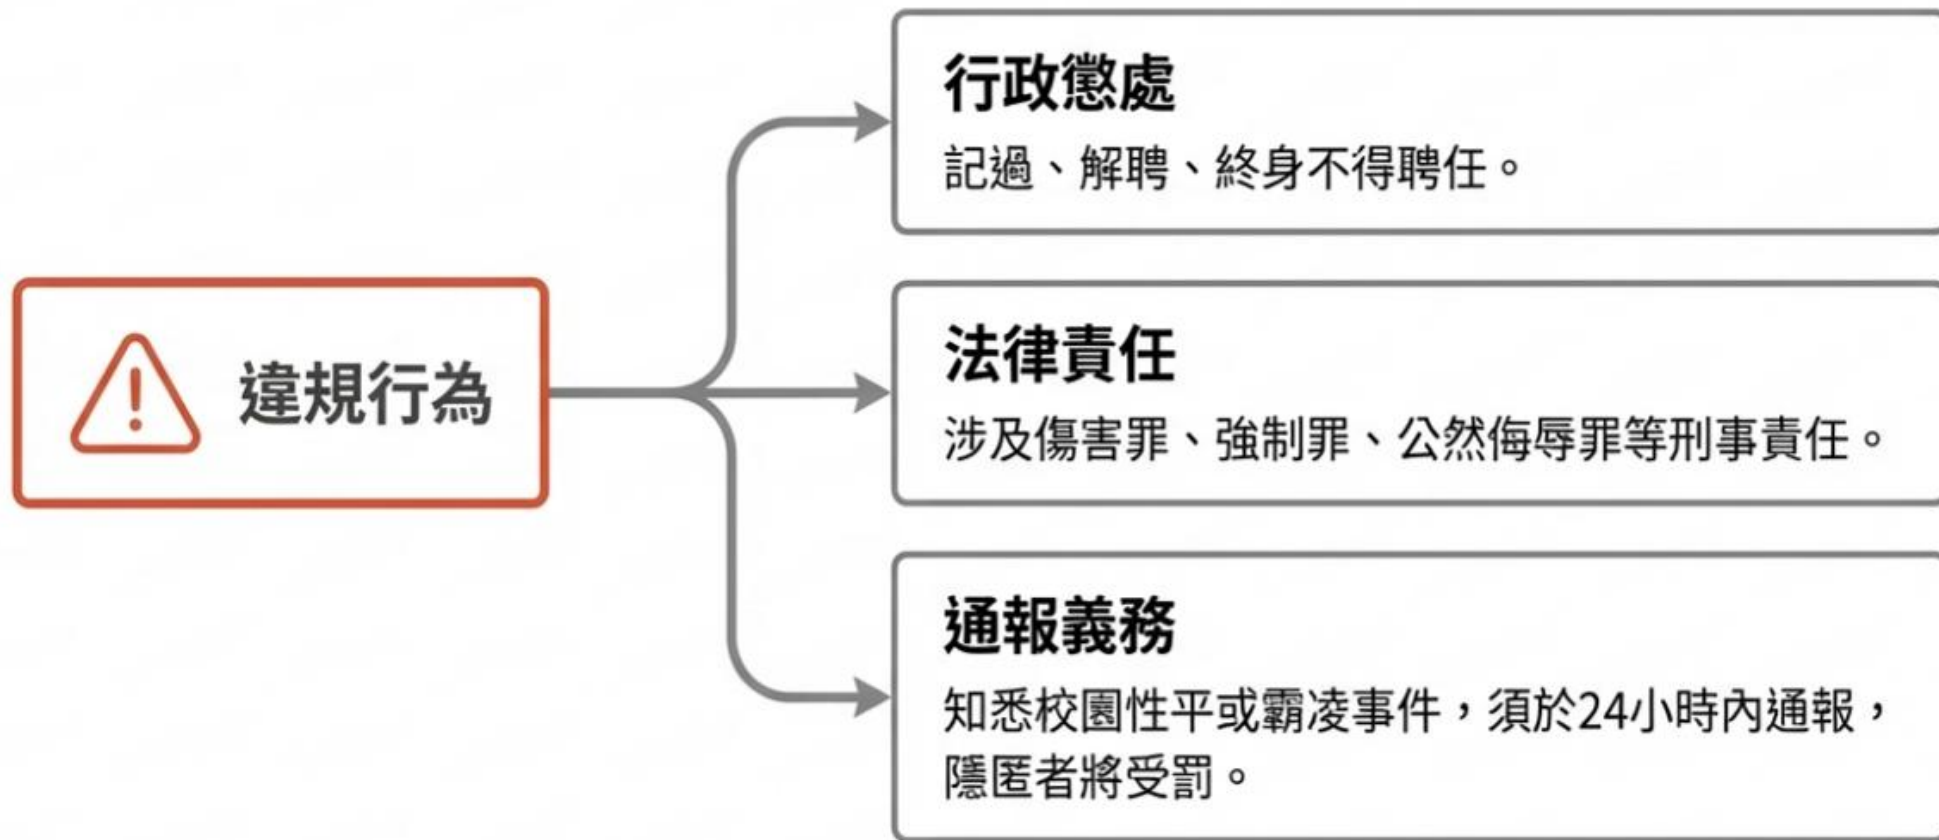 違規行為
行政懲處
記過、解聘、終身不得聘任。
法律責任
涉及傷害罪、強制罪、公然侮辱罪等刑事責任。
通報義務
知悉校園性平或霸凌事件，須於24小時內通報，
隱匿者將受罰。